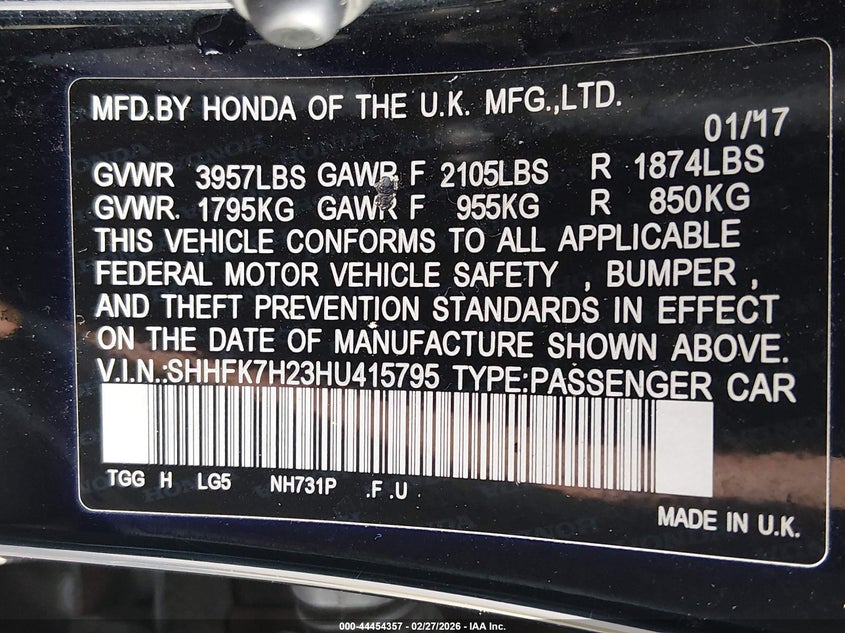 MFD.BY HONDA OF THE U.K. MFG.,LTD.
01/17
GVWR 3957LBS GAWR F 2105LBS R 1874LBS
GVWR. 1795KG GAWR F 955KG R 850KG
THIS VEHICLE CONFORMS TO ALL APPLICABLE
FEDERAL MOTOR VEHICLE SAFETY , BUMPER ,
AND THEFT PREVENTION STANDARDS IN EFFECT
ON THE DATE OF MANUFACTURE SHOWN ABOVE.
V.I.N.:SHHFK7H23HU415795 TYPE:PASSENGER CAR
TGG H LG5 NH731P .F .U
MADE IN U.K.
000-44454357 | 02/27/2026 - IAA Inc.